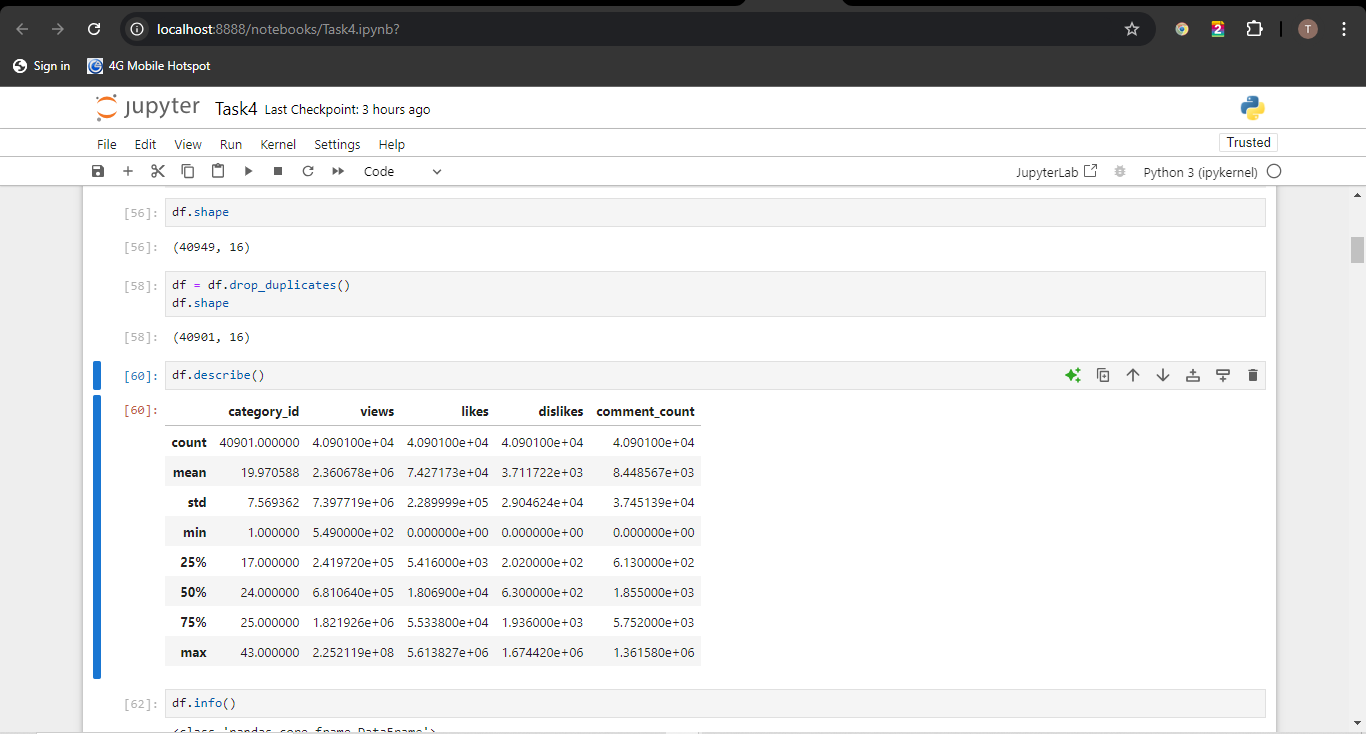 localhost:8888/notebooks/Task4.ipynb?
2
T
Sign in 4G Mobile Hotspot
jupyter Task4 Last Checkpoint: 3 hours ago
File Edit View Run Kernel Settings Help
Trusted
Code
JupyterLab Python 3 (ipykernel)
[56]: df.shape
[56]: (40949, 16)
[58]: df = df.drop_duplicates()
df.shape
[58]: (40901, 16)
[60]: df.describe()
[60]: category_id views likes dislikes comment_count
count 40901.000000 4.090100e+04 4.090100e+04 4.090100e+04 4.090100e+04
mean 19.970588 2.360678e+06 7.427173e+04 3.711722e+03 8.448567e+03
std 7.569362 7.397719e+06 2.289999e+05 2.904624e+04 3.745139e+04
min 1.000000 5.490000e+02 0.000000e+00 0.000000e+00 0.000000e+00
25% 17.000000 2.419720e+05 5.416000e+03 2.020000e+02 6.130000e+02
50% 24.000000 6.810640e+05 1.806900e+04 6.300000e+02 1.855000e+03
75% 25.000000 1.821926e+06 5.533800e+04 1.936000e+03 5.752000e+03
max 43.000000 2.252119e+08 5.613827e+06 1.674420e+06 1.361580e+06
[62]: df.info()
<class 'pandas.core.frame.DataFrame'>